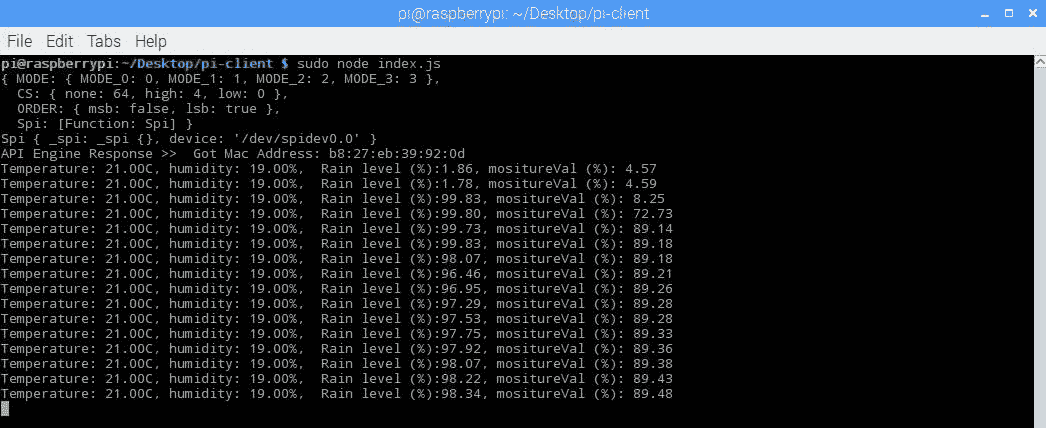 pi@raspberrypi: ~/Desktop/pi-client
File Edit Tabs Help
pi@raspberrypi:~/Desktop/pi-client $ sudo node index.js
{ MODE: { MODE_0: 0, MODE_1: 1, MODE_2: 2, MODE_3: 3 },
  CS: { none: 64, high: 4, low: 0 },
  ORDER: { msb: false, lsb: true },
  Spi: [Function: Spi] }
Spi { _spi: _spi {}, device: '/dev/spidev0.0' }
API Engine Response >>  Got Mac Address: b8:27:eb:39:92:0d
Temperature: 21.00C, humidity: 19.00%,  Rain level (%):1.86, mositureVal (%): 4.57
Temperature: 21.00C, humidity: 19.00%,  Rain level (%):1.78, mositureVal (%): 4.59
Temperature: 21.00C, humidity: 19.00%,  Rain level (%):99.83, mositureVal (%): 8.25
Temperature: 21.00C, humidity: 19.00%,  Rain level (%):99.80, mositureVal (%): 72.73
Temperature: 21.00C, humidity: 19.00%,  Rain level (%):99.73, mositureVal (%): 89.14
Temperature: 21.00C, humidity: 19.00%,  Rain level (%):99.83, mositureVal (%): 89.18
Temperature: 21.00C, humidity: 19.00%,  Rain level (%):98.07, mositureVal (%): 89.18
Temperature: 21.00C, humidity: 19.00%,  Rain level (%):96.46, mositureVal (%): 89.21
Temperature: 21.00C, humidity: 19.00%,  Rain level (%):96.95, mositureVal (%): 89.26
Temperature: 21.00C, humidity: 19.00%,  Rain level (%):97.29, mositureVal (%): 89.28
Temperature: 21.00C, humidity: 19.00%,  Rain level (%):97.53, mositureVal (%): 89.28
Temperature: 21.00C, humidity: 19.00%,  Rain level (%):97.75, mositureVal (%): 89.33
Temperature: 21.00C, humidity: 19.00%,  Rain level (%):97.92, mositureVal (%): 89.36
Temperature: 21.00C, humidity: 19.00%,  Rain level (%):98.07, mositureVal (%): 89.38
Temperature: 21.00C, humidity: 19.00%,  Rain level (%):98.22, mositureVal (%): 89.43
Temperature: 21.00C, humidity: 19.00%,  Rain level (%):98.34, mositureVal (%): 89.48